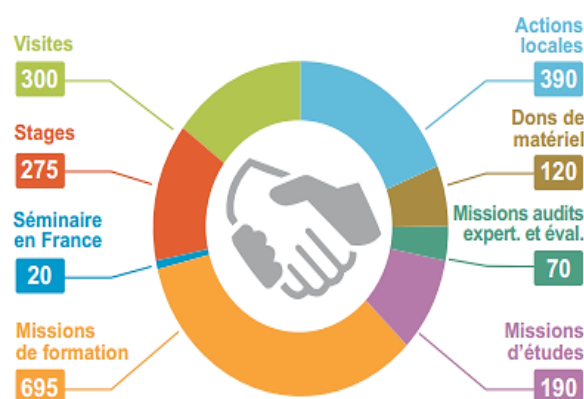 Visites
300
Stages
275
Séminaire
en France
20
Missions
de formation
695
Actions
locales
390
Dons de
matériel
120
Missions audits
expert. et éval.
70
Missions
d'études
190